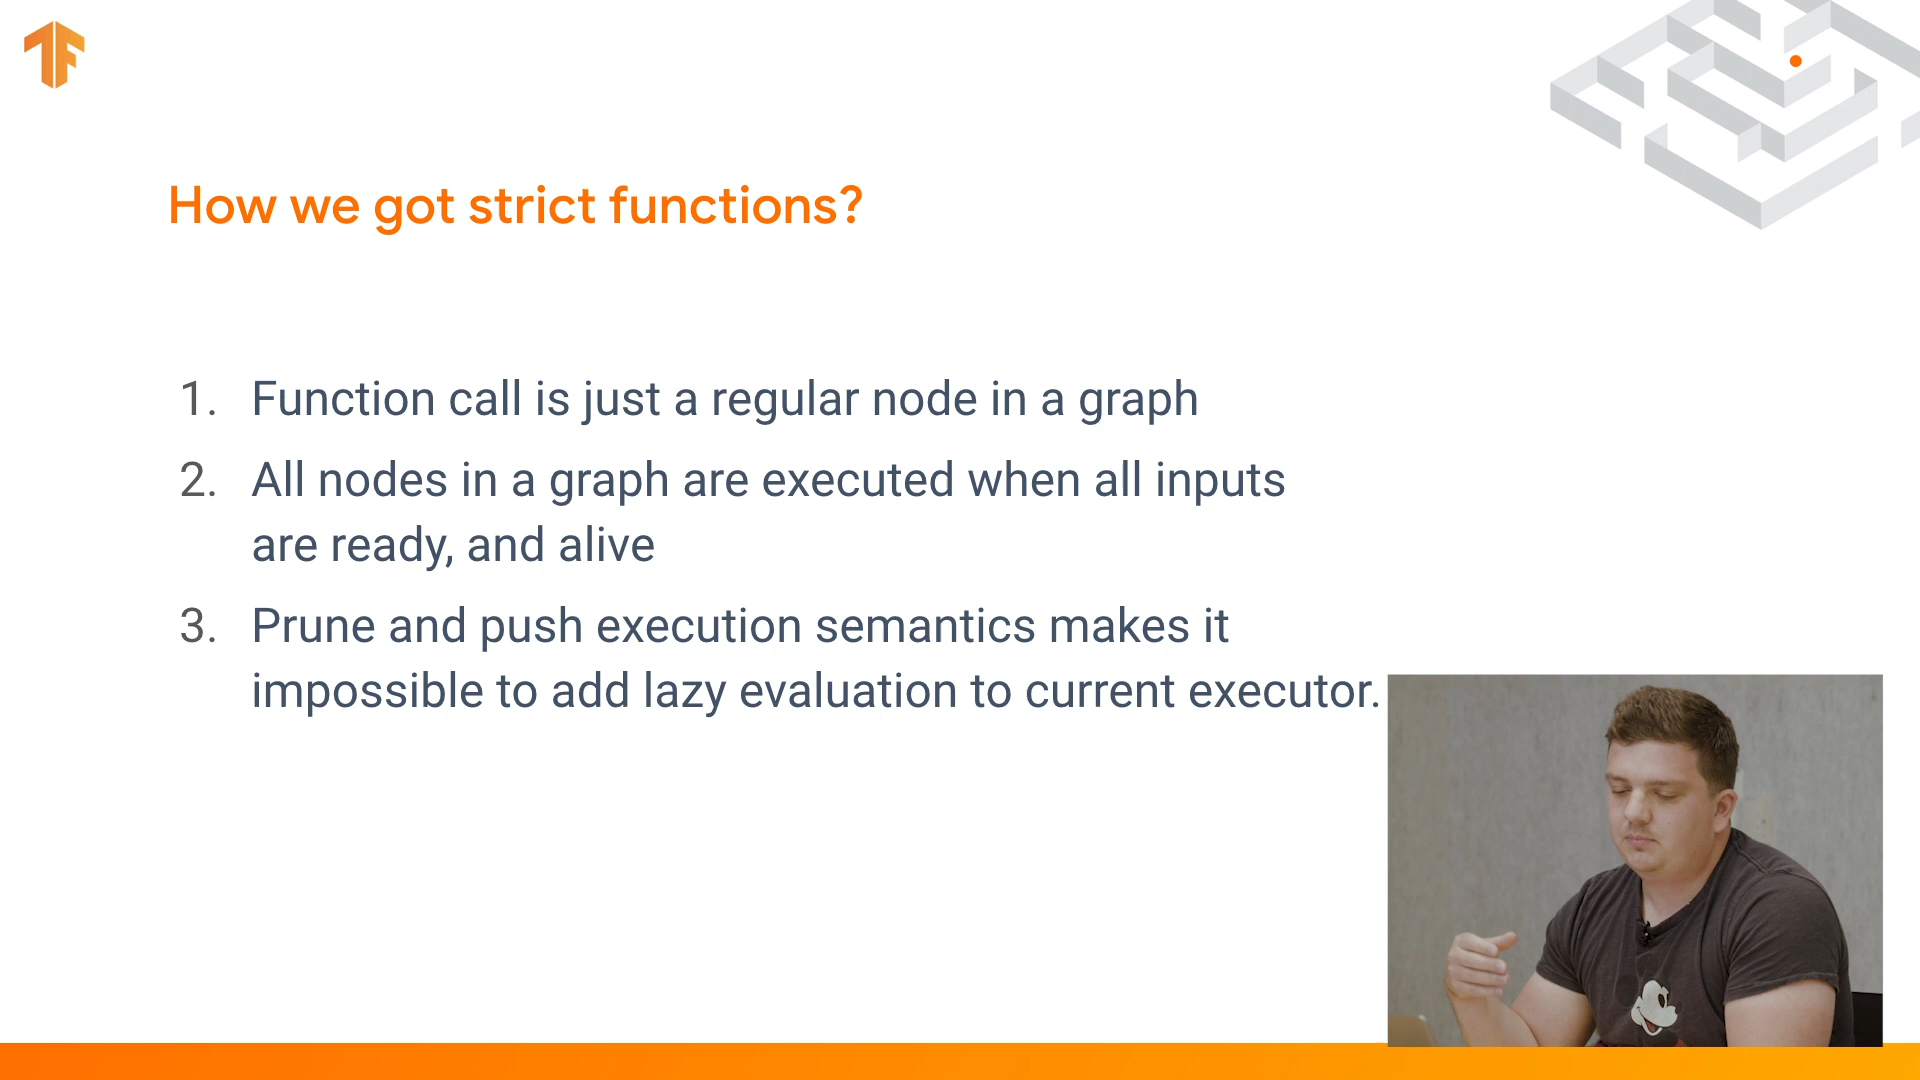 How we got strict functions?
1. Function call is just a regular node in a graph
2. All nodes in a graph are executed when all inputs
are ready, and alive
3. Prune and push execution semantics makes it
impossible to add lazy evaluation to current executor.